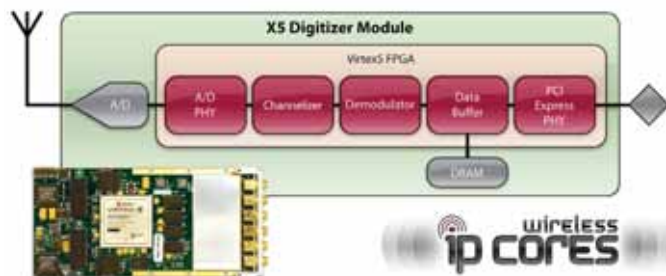 X5 Digitizer Module
Virtex5 FPGA
A/D
A/D
PHY
Channelizer
Demodulator
Data
Buffer
PCI
Express
PHY
DRAM
wireless
ip cores